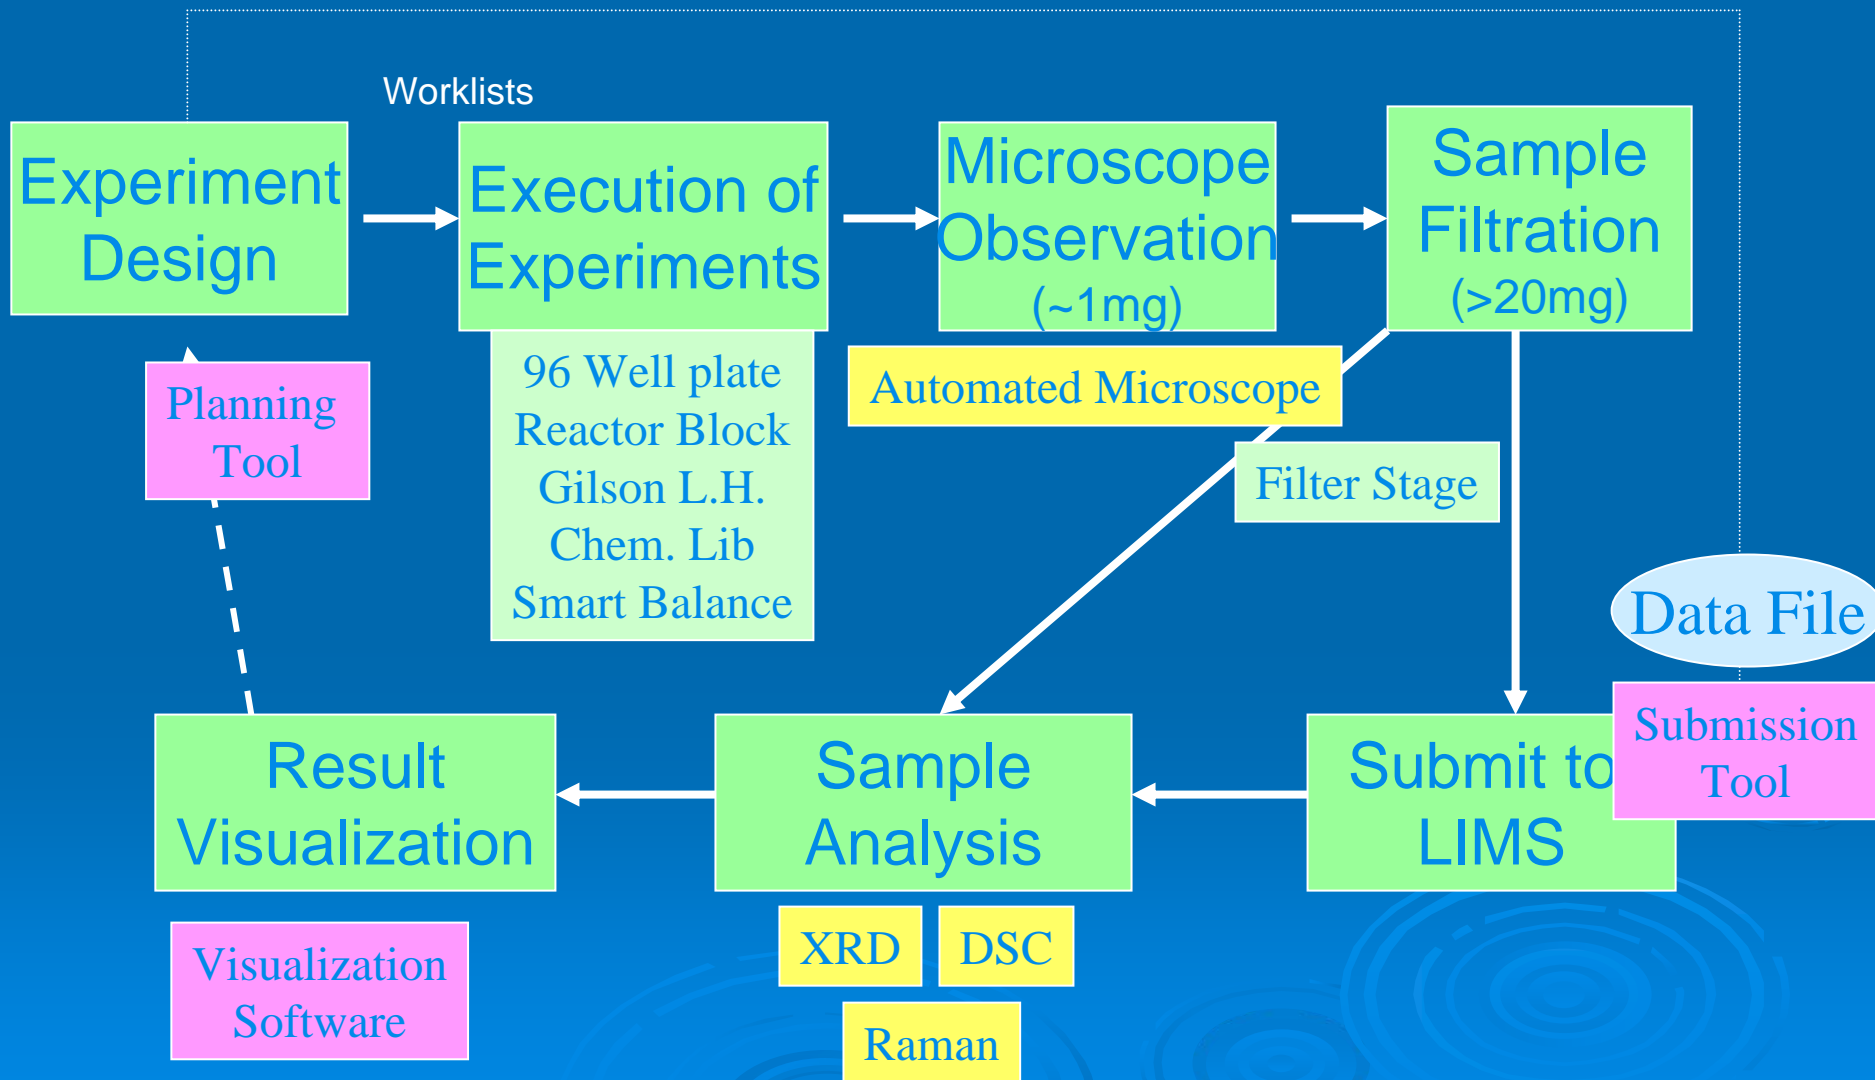 Worklists
Experiment
Design
Execution of
Experiments
Microscope
Observation
(~1mg)
Sample
Filtration
(>20mg)
Planning
Tool
96 Well plate
Reactor Block
Gilson L.H.
Chem. Lib
Smart Balance
Automated Microscope
Filter Stage
Data File
Submission
Tool
Result
Visualization
Sample
Analysis
Submit to
LIMS
Visualization
Software
XRD
DSC
Raman